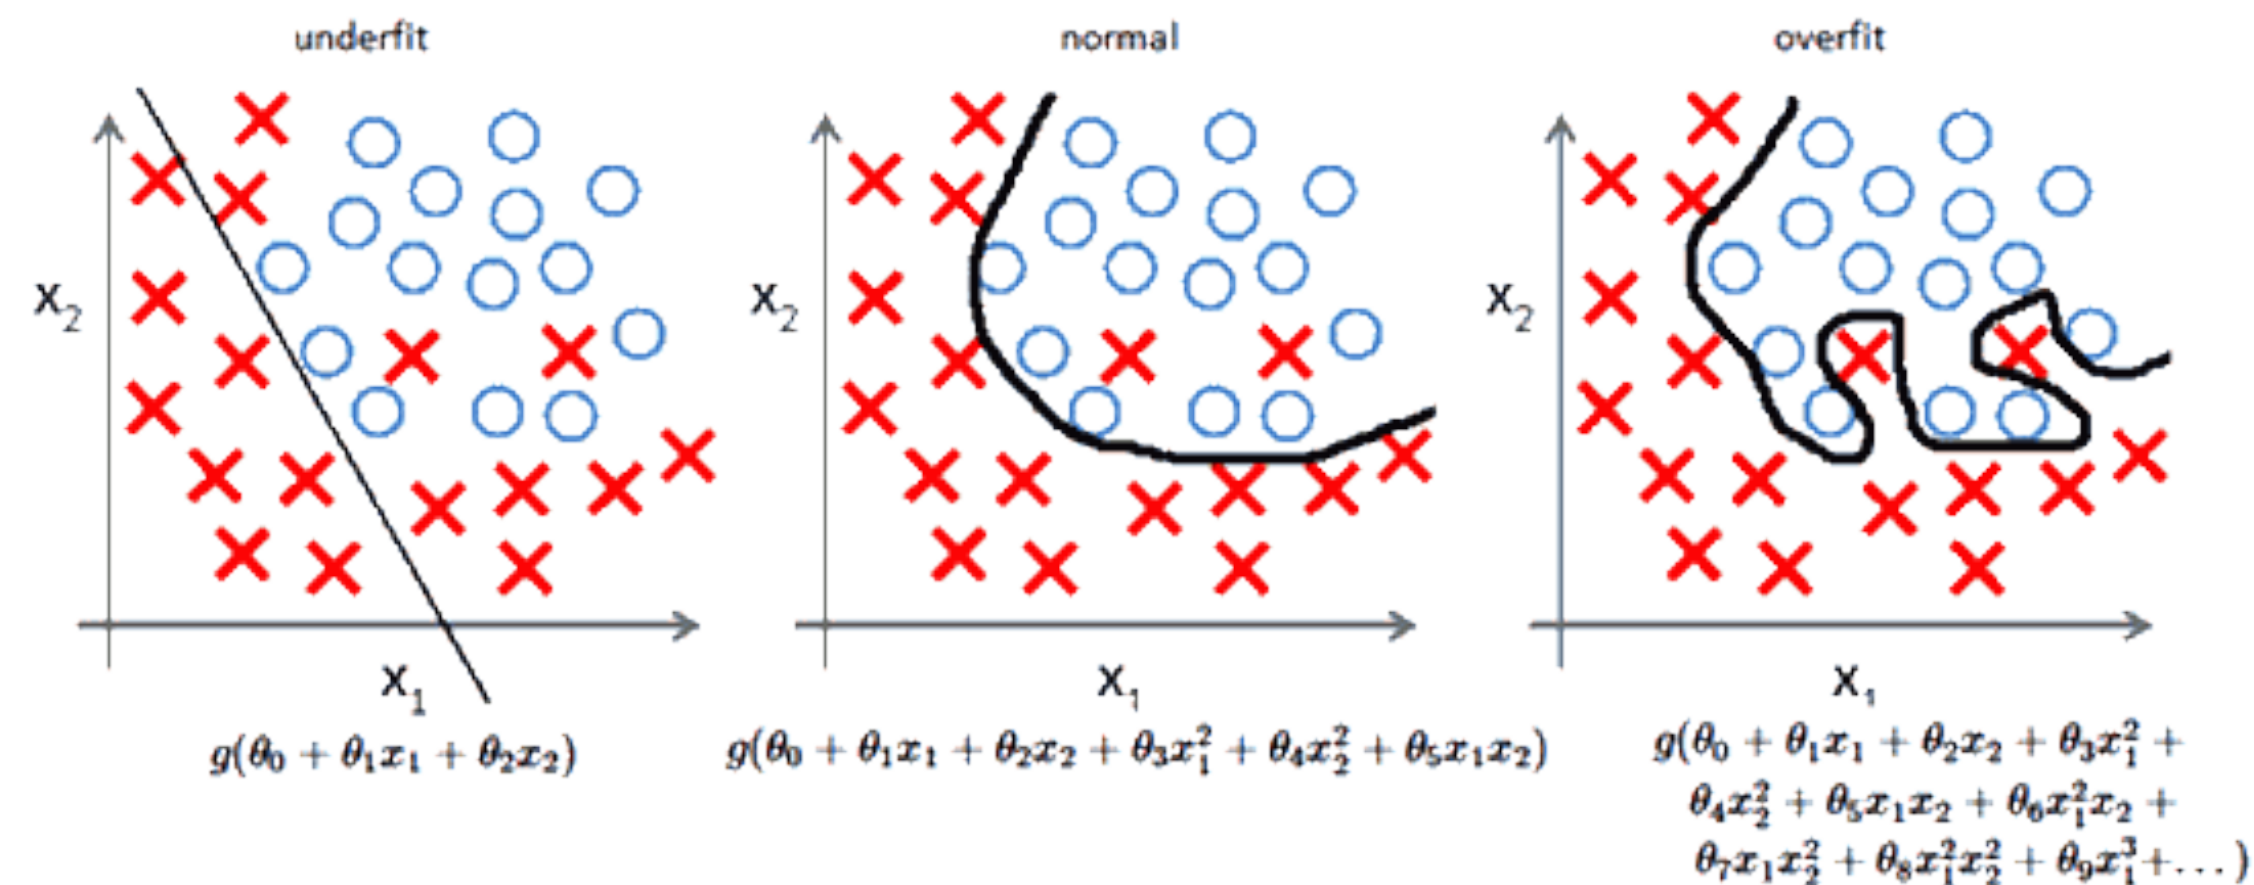 underfit
normal
overfit
x₂
x₂
x₂
x₁
x₁
x₁
g(θ₀ + θ₁x₁ + θ₂x₂)
g(θ₀ + θ₁x₁ + θ₂x₂ + θ₃x₁² + θ₄x₂² + θ₅x₁x₂)
g(θ₀ + θ₁x₁ + θ₂x₂ + θ₃x₁² +
θ₄x₂² + θ₅x₁x₂ + θ₆x₁²x₂ +
θ₇x₁x₂² + θ₈x₁²x₂² + θ₉x₁³ + ...)